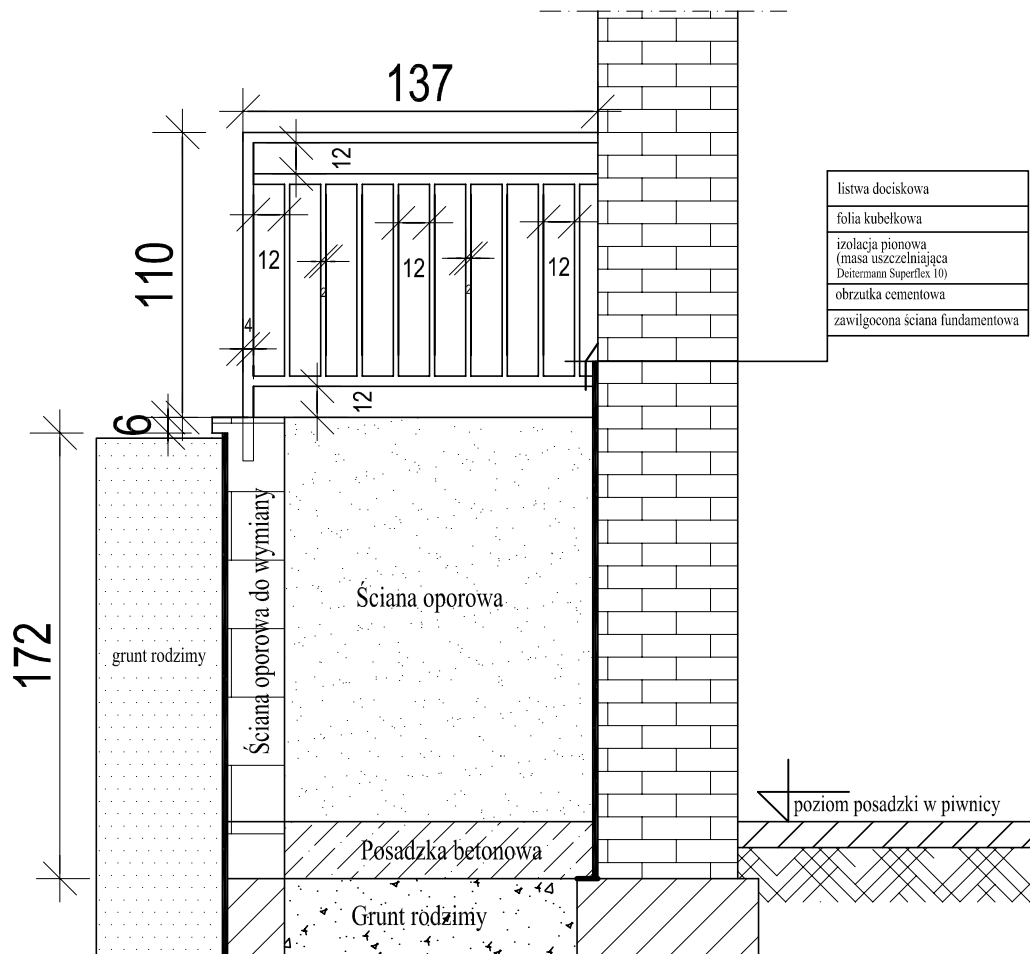 137
12
110
12
12
12
2
2
4
12
6
172
listwa dociskowa
folia kubełkowa
izolacja pionowa
(masa uszczelniająca
Deitermann Superflex 10)
obrzutka cementowa
zawilgocona ściana fundamentowa
Ściana oporowa do wymiany
Ściana oporowa
grunt rodzimy
poziom posadzki w piwnicy
Posadzka betonowa
Grunt rodzimy